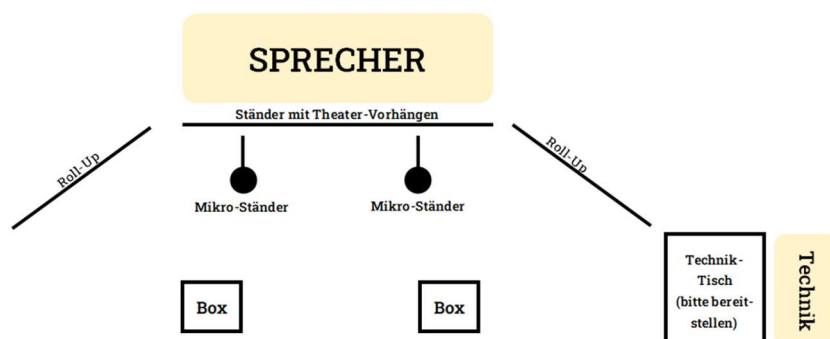 SPRECHER
Ständer mit Theater-Vorhängen
Roll-Up
Roll-Up
Mikro-Ständer
Mikro-Ständer
Box
Box
Technik-
Tisch
(bitte bereit-
stellen)
Technik